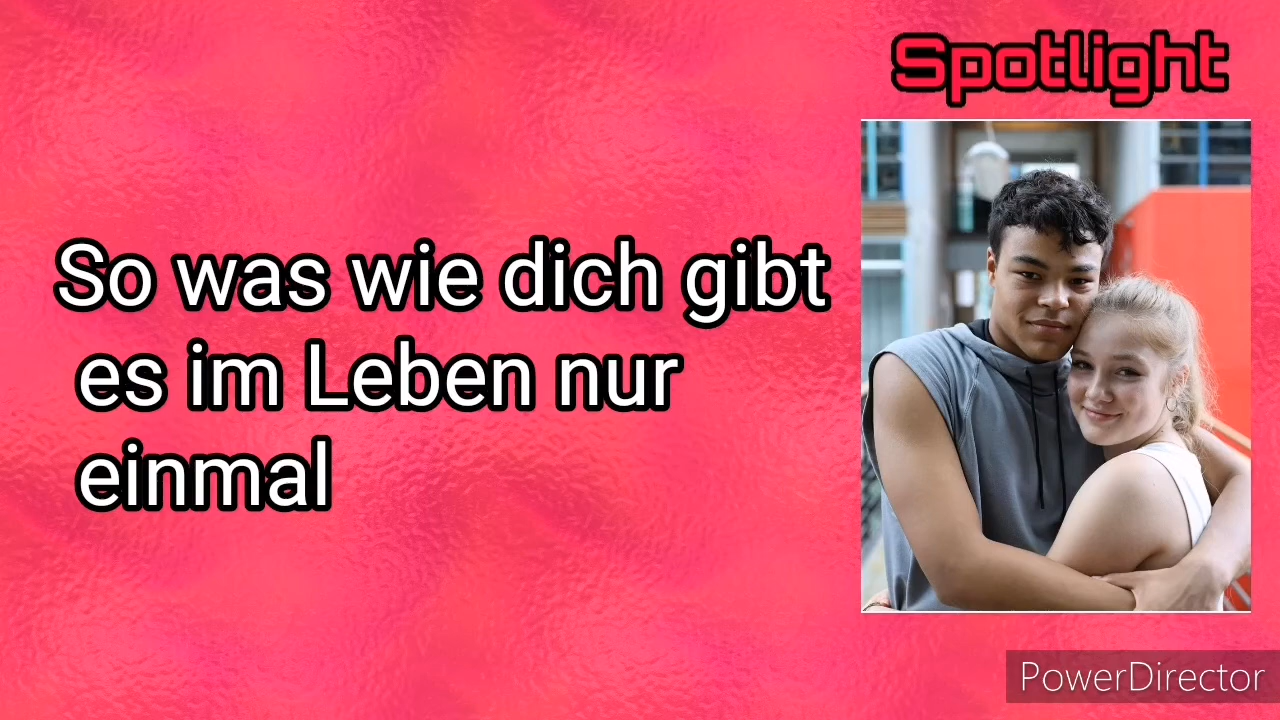 Spotlight
So was wie dich gibt
es im Leben nur
einmal
PowerDirector